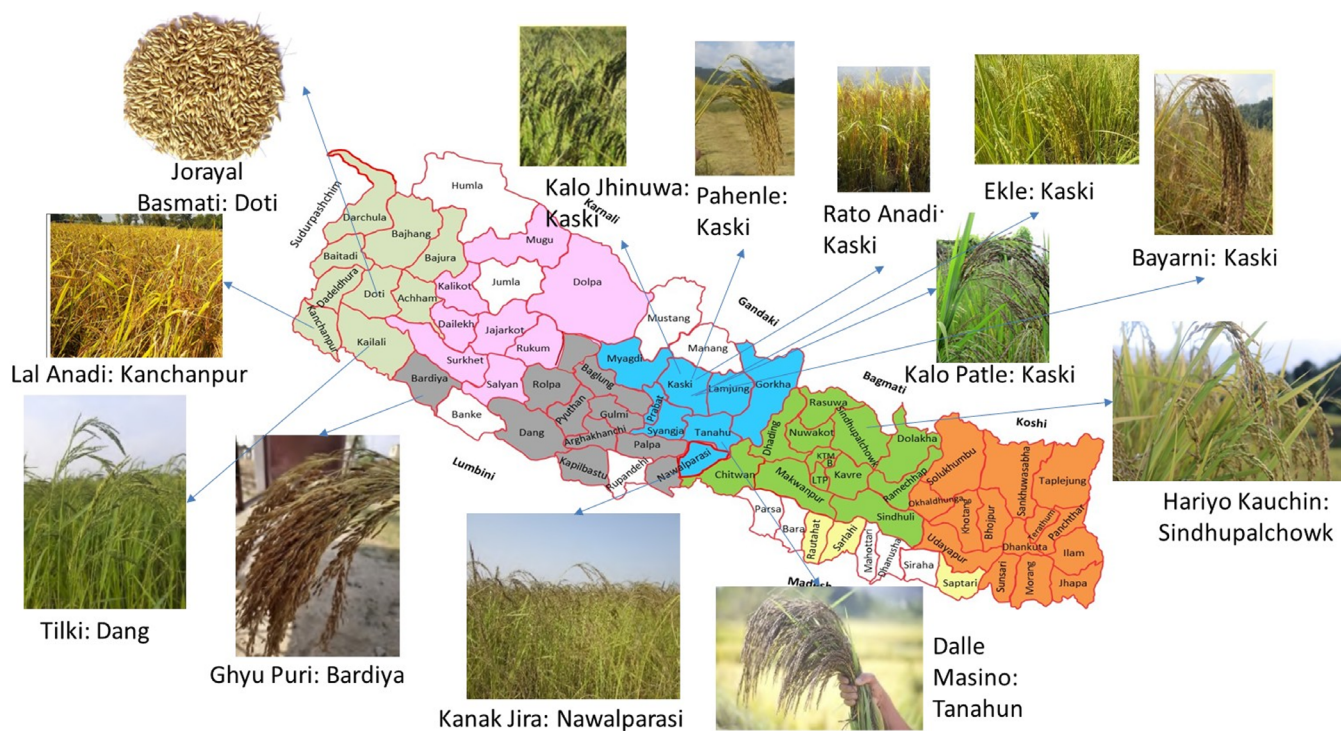 Jorayal
Basmati: Doti
Kalo Jhinuwa:
Kaski
Pahenle:
Kaski
Rato Anadi:
Kaski
Ekle: Kaski
Bayarni: Kaski
Lal Anadi: Kanchanpur
Kalo Patle: Kaski
Hariyo Kauchin:
Sindhupalchowk
Tilki: Dang
Ghyu Puri: Bardiya
Kanak Jira: Nawalparasi
Dalle
Masino:
Tanahun
Sudurpashchim
Karnali
Gandaki
Bagmati
Koshi
Lumbini
Humla
Darchula
Bajhang
Bajura
Baitadi
Dadeldhura
Doti
Achham
Kanchanpur
Kailali
Mugu
Kalikot
Jumla
Dolpa
Dailekh
Jajarkot
Surkhet
Rukum
Salyan
Bardiya
Banke
Rolpa
Dang
Pyuthan
Baglung
Gulmi
Arghakhanchi
Palpa
Kapilbastu
Rupandehi
Nawalparasi
Mustang
Manang
Myagdi
Kaski
Lamjung
Gorkha
Prabat
Syangja
Tanahu
Rasuwa
Dhading
Nuwakot
Sindhupalchowk
Dolakha
KTM
B
LTP
Kavre
Chitwan
Makwanpur
Ramechhap
Sindhuli
Parsa
Bara
Rautahat
Sarlahi
Mahottari
Dhanusha
Siraha
Saptari
Solukhumbu
Sankhuwasabha
Taplejung
Dkhaldhunga
Khotang
Bhojpur
Terathum
Panchthar
Udayapur
Dhankuta
Ilam
Sunsari
Morang
Jhapa